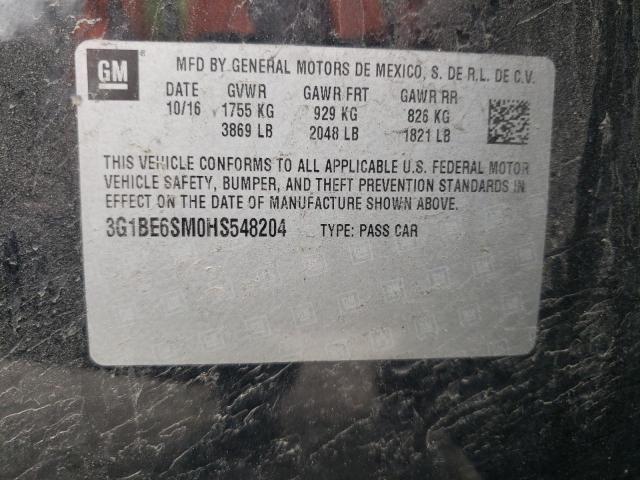 GM
MFD BY GENERAL MOTORS DE MEXICO, S. DE R.L. DE C.V.
DATE GVWR GAWR FRT GAWR RR
10/16 1755 KG 929 KG 826 KG
3869 LB 2048 LB 1821 LB
THIS VEHICLE CONFORMS TO ALL APPLICABLE U.S. FEDERAL MOTOR
VEHICLE SAFETY, BUMPER, AND THEFT PREVENTION STANDARDS IN
EFFECT ON THE DATE OF MANUFACTURE SHOWN ABOVE.
3G1BE6SM0HS548204 TYPE: PASS CAR